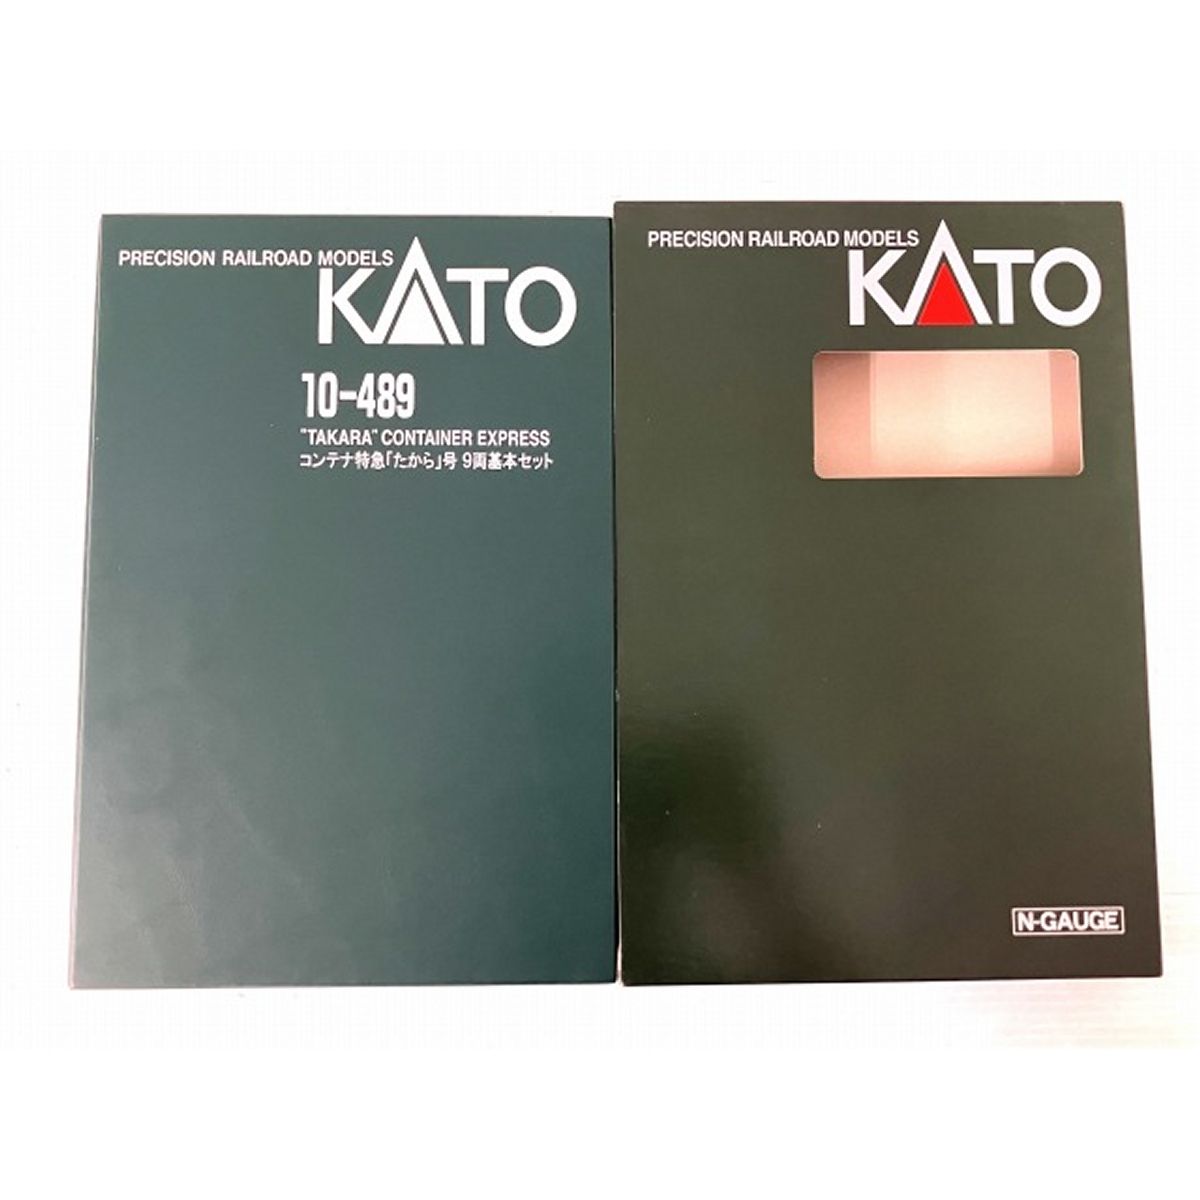 PRECISION RAILROAD MODELS
KATO
10-489
"TAKARA" CONTAINER EXPRESS
コンテナ特急「たから」号 9両基本セット
PRECISION RAILROAD MODELS
KATO
N-GAUGE